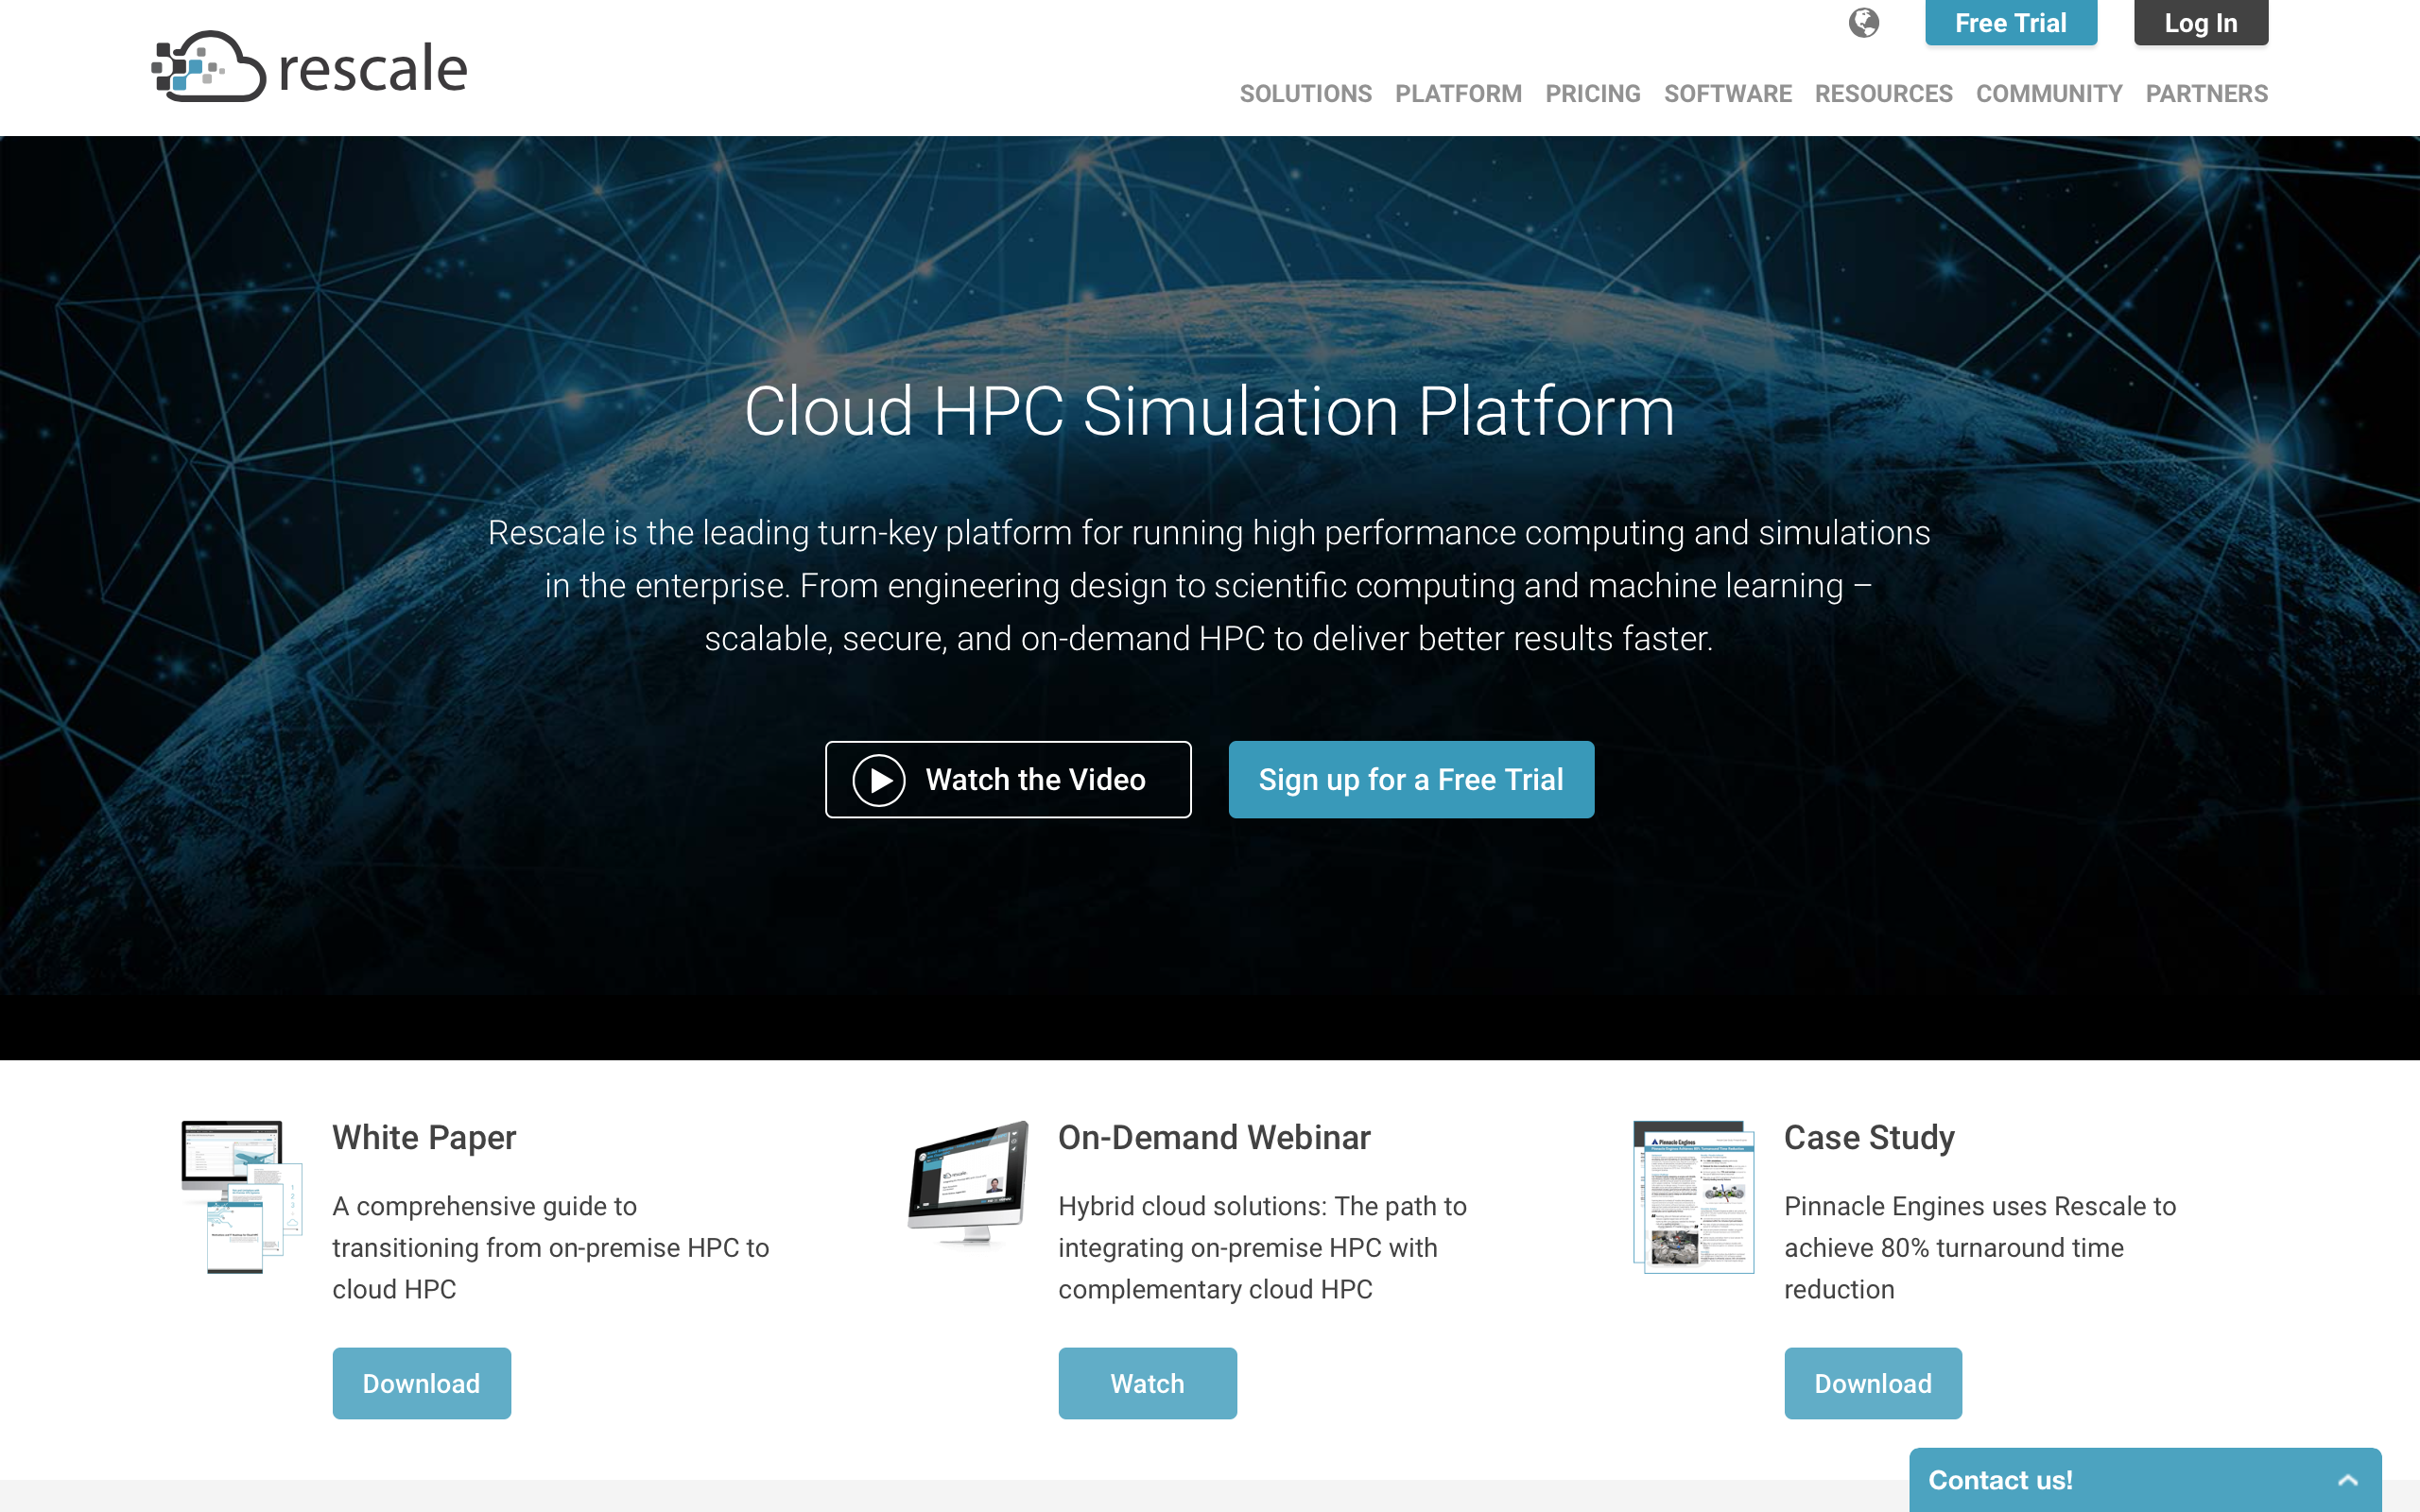 rescale
Free Trial
Log In
SOLUTIONS PLATFORM PRICING SOFTWARE RESOURCES COMMUNITY PARTNERS
Cloud HPC Simulation Platform
Rescale is the leading turn-key platform for running high performance computing and simulations
in the enterprise. From engineering design to scientific computing and machine learning –
scalable, secure, and on-demand HPC to deliver better results faster.
Watch the Video
Sign up for a Free Trial
White Paper
A comprehensive guide to
transitioning from on-premise HPC to
cloud HPC
Download
On-Demand Webinar
Hybrid cloud solutions: The path to
integrating on-premise HPC with
complementary cloud HPC
Watch
Pinnacle Engines
Case Study
Pinnacle Engines uses Rescale to
achieve 80% turnaround time
reduction
Download
Contact us!